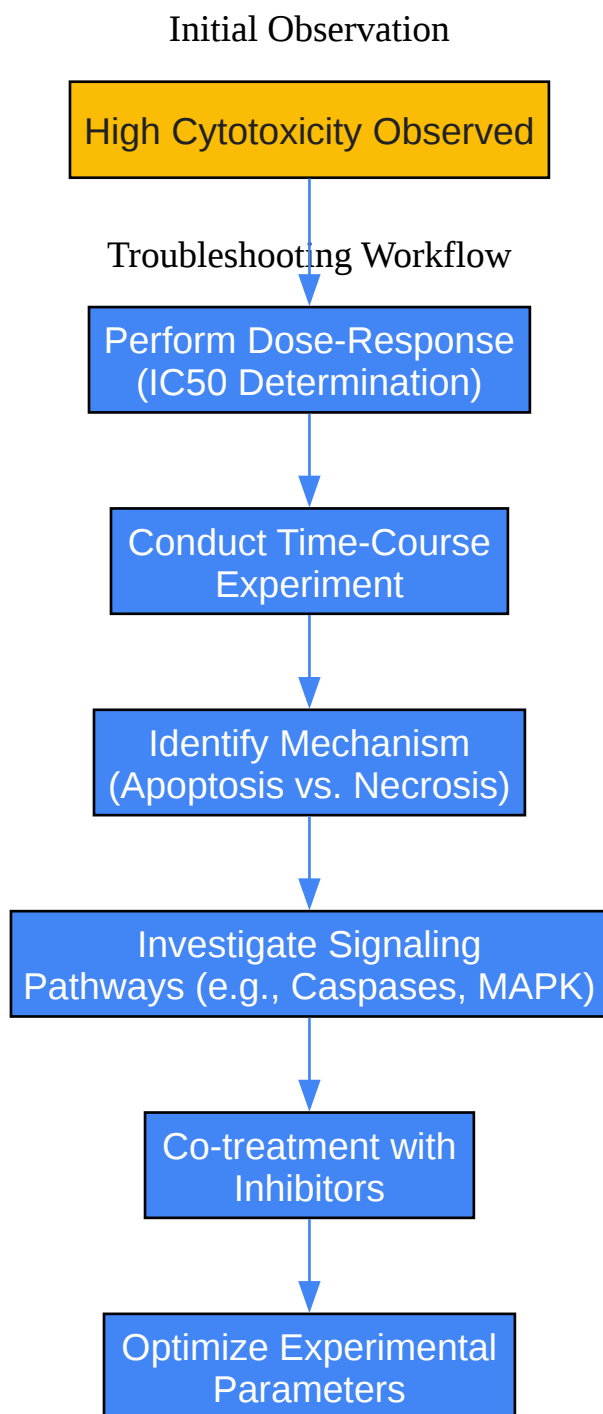 Initial Observation
High Cytotoxicity Observed
Troubleshooting Workflow
Perform Dose-Response
(IC50 Determination)
Conduct Time-Course
Experiment
Identify Mechanism
(Apoptosis vs. Necrosis)
Investigate Signaling
Pathways (e.g., Caspases, MAPK)
Co-treatment with
Inhibitors
Optimize Experimental
Parameters